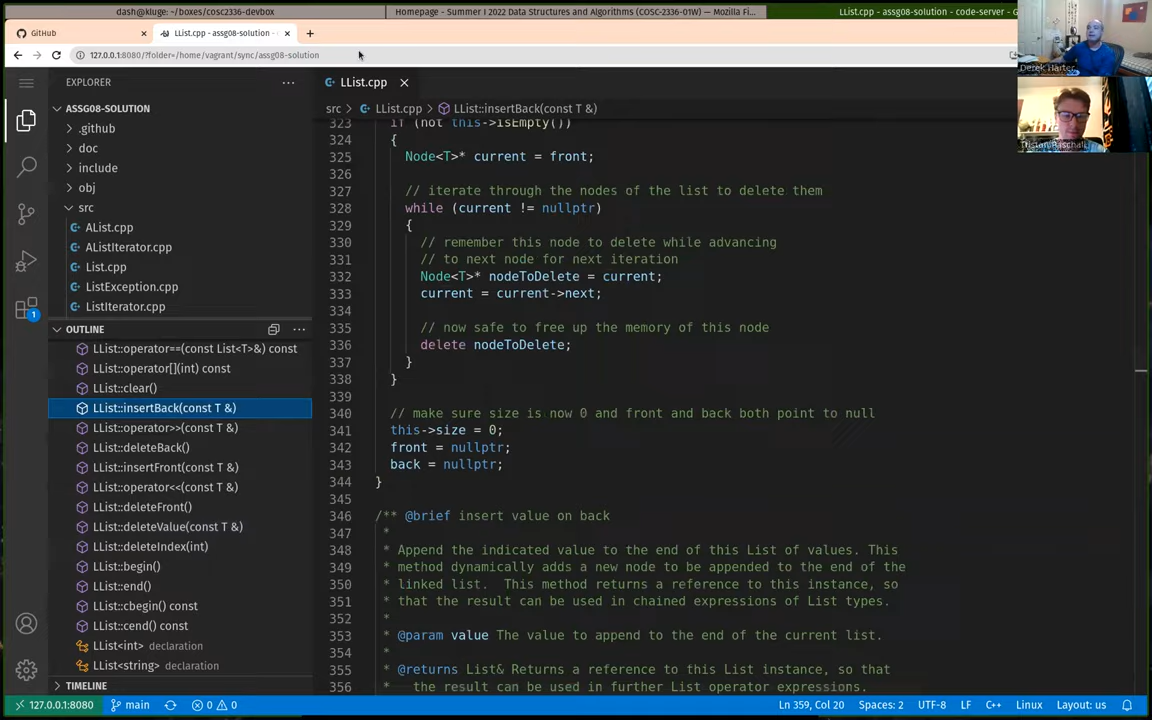 dash@kluge: ~/boxes/cosc2336-devbox
Homepage - Summer I 2022 Data Structures and Algorithms (COSC-2336-01W) — Mozilla Fi...
LList.cpp - assg08-solution - code-server - G
GitHub
LList.cpp - assg08-solution -
127.0.0.1:8080/?folder=/home/vagrant/sync/assg08-solution
Derek Harter
EXPLORER
LList.cpp
ASSG08-SOLUTION
src > LList.cpp > LList::insertBack(const T &)
.github
doc
include
obj
src
AList.cpp
AListIterator.cpp
List.cpp
ListException.cpp
ListIterator.cpp
OUTLINE
LList::operator==(const List<T>&) const
LList::operator[](int) const
LList::clear()
LList::insertBack(const T &)
LList::operator>>(const T &)
LList::deleteBack()
LList::insertFront(const T &)
LList::operator<<(const T &)
LList::deleteFront()
LList::deleteValue(const T &)
LList::deleteIndex(int)
LList::begin()
LList::end()
LList::cbegin() const
LList::cend() const
LList<int> declaration
LList<string> declaration
TIMELINE
323 if (not this->isEmpty())
324 {
325 Node<T>* current = front;
326
327 // iterate through the nodes of the list to delete them
328 while (current != nullptr)
329 {
330 // remember this node to delete while advancing
331 // to next node for next iteration
332 Node<T>* nodeToDelete = current;
333 current = current->next;
334
335 // now safe to free up the memory of this node
336 delete nodeToDelete;
337 }
338 }
339
340 // make sure size is now 0 and front and back both point to null
341 this->size = 0;
342 front = nullptr;
343 back = nullptr;
344 }
345
346 /** @brief insert value on back
347 *
348 * Append the indicated value to the end of this List of values. This
349 * method dynamically adds a new node to be appended to the end of the
350 * linked list. This method returns a reference to this instance, so
351 * that the result can be used in chained expressions of List types.
352 *
353 * @param value The value to append to the end of the current list.
354 *
355 * @returns List& Returns a reference to this List instance, so that
356 * the result can be used in further List operator expressions.
1
127.0.0.1:8080
main
0 0
Ln 359, Col 20
Spaces: 2
UTF-8
LF
C++
Linux
Layout: us